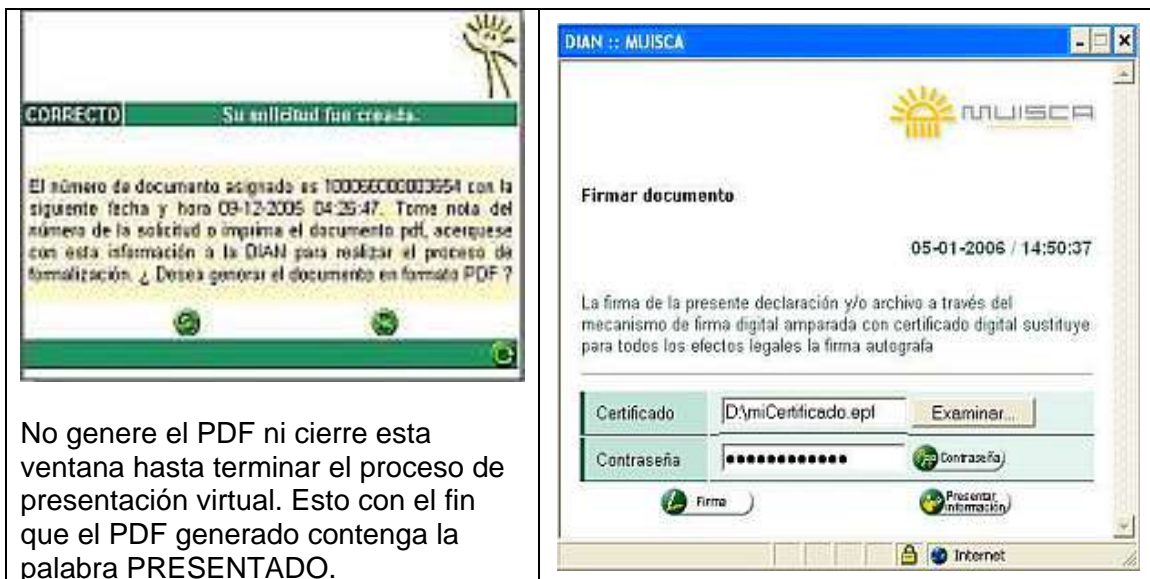 CORRECTO Su solicitud fue creada.
El número de documento asignado es con la
siguiente fecha y hora 09-12-2005 04:26:47. Tome nota del
número de la solicitud o imprima el documento pdf, acerquese
con esta información a la DIAN para realizar el proceso de
formalización. ¿ Desea generar el documento en formato PDF ?
No genere el PDF ni cierre esta
ventana hasta terminar el proceso de
presentación virtual. Esto con el fin
que el PDF generado contenga la
palabra PRESENTADO.
DIAN :: MUISCA
MUISCA
Firmar documento
05-01-2006 / 14:50:37
La firma de la presente declaración y/o archivo a través del
mecanismo de firma digital amparada con certificado digital sustituye
para todos los efectos legales la firma autografa
Certificado D:\miCertificado.epf Examinar...
Contraseña •••••••••••• Contraseña
Firma Presentar
Información
Internet